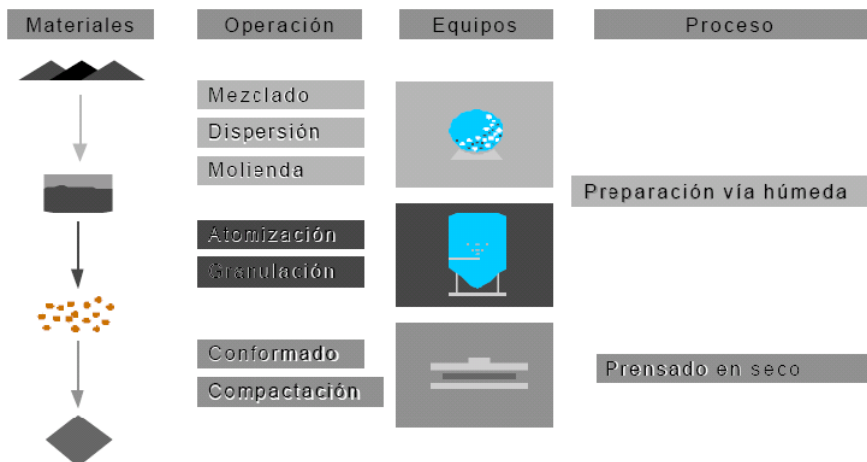 Materiales Operación Equipos Proceso
Mezclado
Dispersión
Molienda
Preparación vía húmeda
Atomización
Granulación
Conformado
Compactación
Prensado en seco